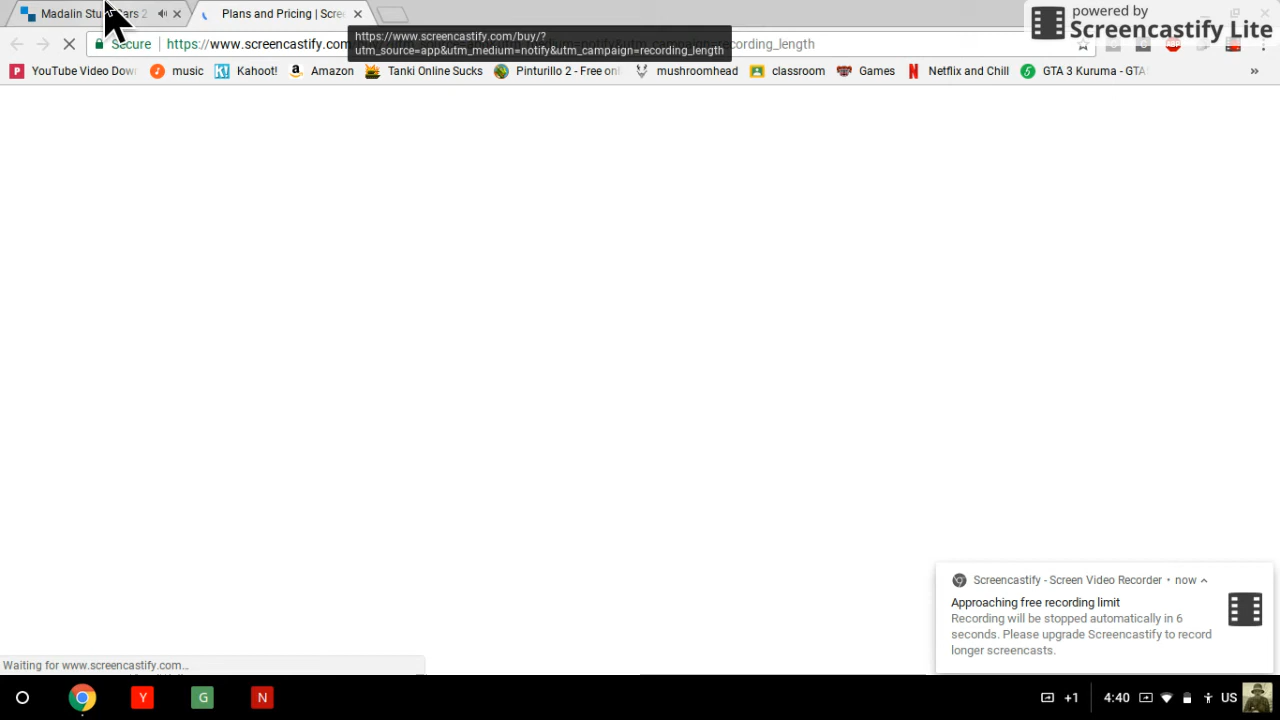 Madalin Stu ars 2
Plans and Pricing | Scre
powered by
Screencastify Lite
Secure
https://www.screencastify.com
https://www.screencastify.com/buy/?
utm_source=app&utm_medium=notify&utm_campaign=recording_length
recording_length
YouTube Video Dow
music
Kahoot!
Amazon
Tanki Online Sucks
Pinturillo 2 - Free onl
mushroomhead
classroom
Games
Netflix and Chill
GTA 3 Kuruma - GTA
»
Screencastify - Screen Video Recorder • now
Approaching free recording limit
Recording will be stopped automatically in 6
seconds. Please upgrade Screencastify to record
longer screencasts.
Waiting for www.screencastify.com...
Y
G
N
+1
4:40
US